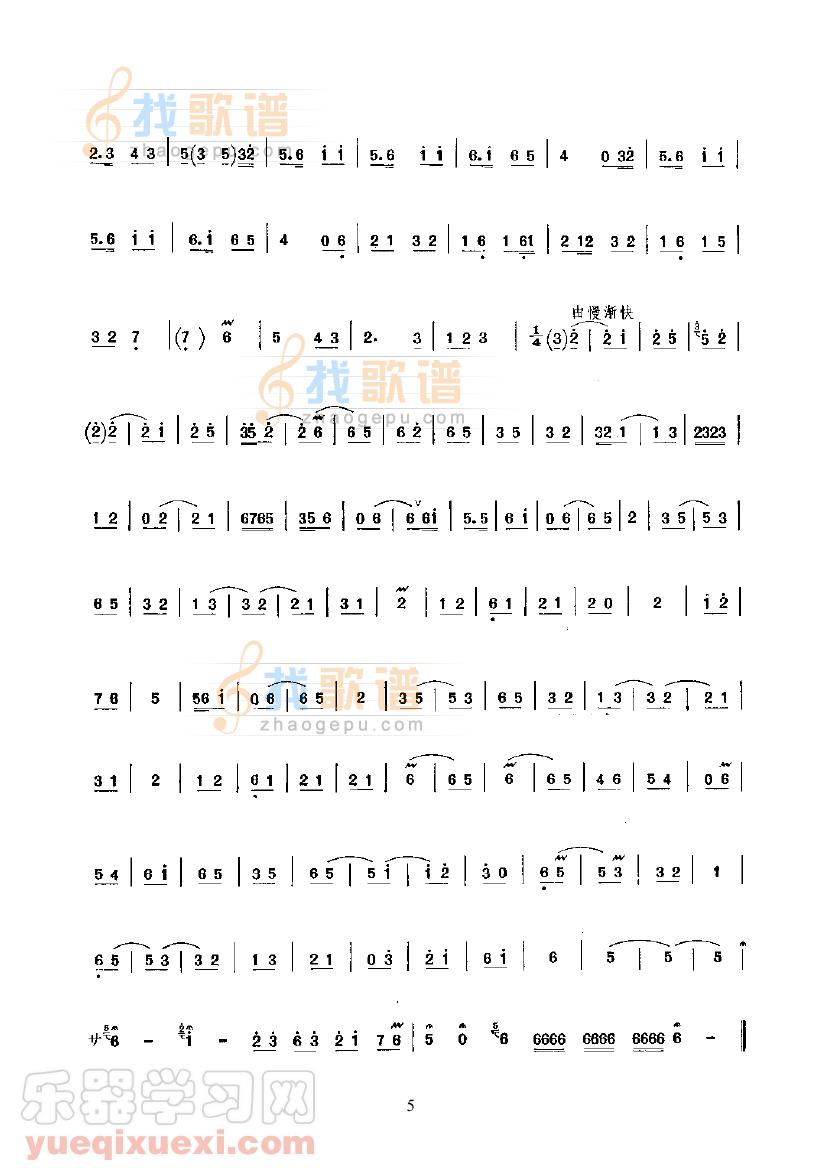 找歌谱
zhaogepu.com
2.3 4 3 | 5(3 5)32 | 5.6 i i | 5.6 i i | 6.i 6 5 | 4 0 32 | 5.6 i i |
5.6 i i | 6.i 6 5 | 4 0 6 | 2 1 3 2 | 1 6 1 61 | 2 12 3 2 | 1 6 1 5 |
由慢渐快
3 2 7 | (7) 6 | 5 4 3 | 2. 3 | 1 2 3 | 1/4 (3) 2 | 2 i | 2 5 | 5 2 |
找歌谱
zhaogepu.com
(2) 2 | 2 i | 2 5 | 35 2 | 2 6 | 6 5 | 6 2 | 6 5 | 3 5 | 3 2 | 32 1 | 1 3 | 2323 |
1 2 | 0 2 | 2 1 | 6765 | 35 6 | 0 6 | 6 6i | 5.5 | 6 i | 0 6 | 6 5 | 2 | 3 5 | 5 3 |
6 5 | 3 2 | 1 3 | 3 2 | 2 1 | 3 1 | 2 | 1 2 | 6 1 | 2 1 | 2 0 | 2 | i 2 |
找歌谱
zhaogepu.com
7 6 | 5 | 56 i | 0 6 | 6 5 | 2 | 3 5 | 5 3 | 6 5 | 3 2 | 1 3 | 3 2 | 2 1 |
3 1 | 2 | 1 2 | 6 1 | 2 1 | 2 1 | 6 | 6 5 | 6 | 6 5 | 4 6 | 5 4 | 0 6 |
5 4 | 6 i | 6 5 | 3 5 | 6 5 | 5 i | i 2 | 3 0 | 6 5 | 5 3 | 3 2 | 1 |
6 5 | 5 3 | 3 2 | 1 3 | 2 1 | 0 3 | 2 i | 6 i | 6 | 5 | 5 | 5 |
サ 6 - i - 2 3 6 3 2 i 7 6 | 5 0 6 6666 6666 6666 6 - ‖
乐器学习网
yueqixuexi.com
5